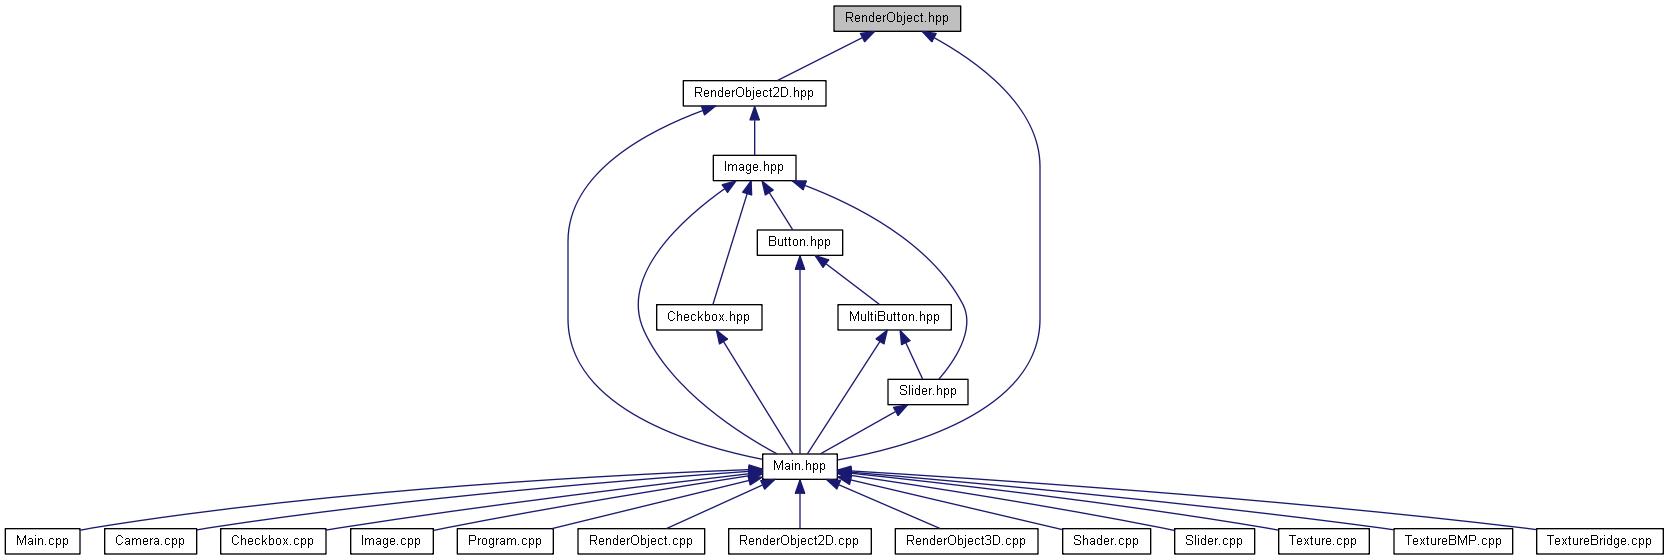 RenderObject.hpp
RenderObject2D.hpp
Image.hpp
Button.hpp
Checkbox.hpp
MultiButton.hpp
Slider.hpp
Main.hpp
Main.cpp
Camera.cpp
Checkbox.cpp
Image.cpp
Program.cpp
RenderObject.cpp
RenderObject2D.cpp
RenderObject3D.cpp
Shader.cpp
Slider.cpp
Texture.cpp
TextureBMP.cpp
TextureBridge.cpp